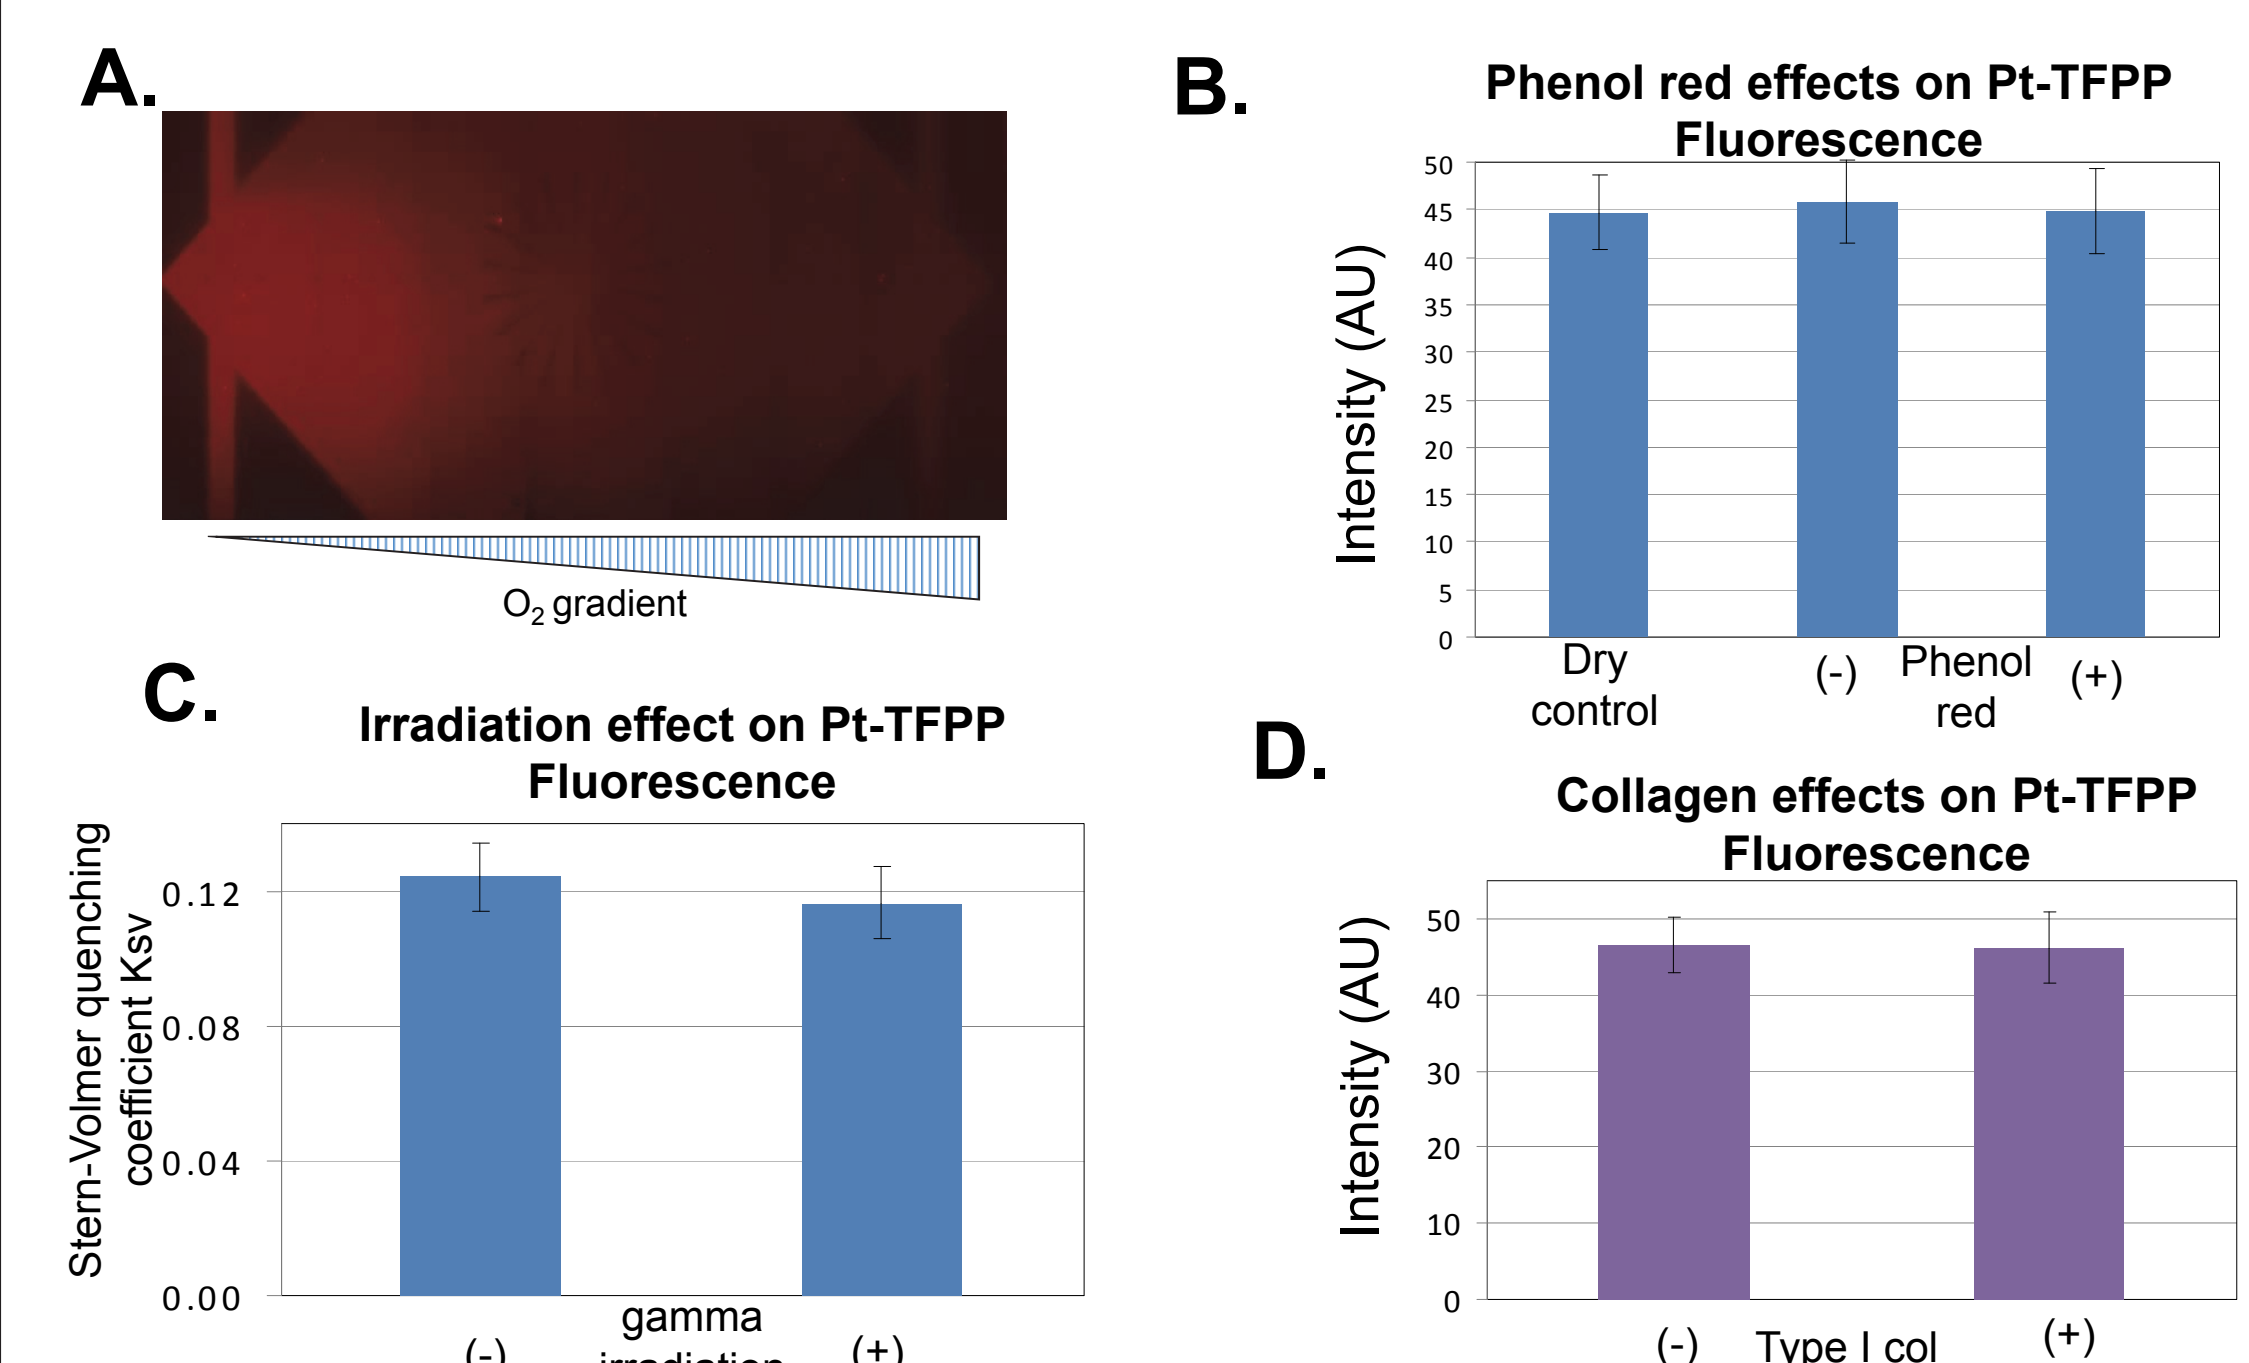 A.
O2 gradient
B.
Phenol red effects on Pt-TFPP
Fluorescence
Intensity (AU)
50
45
40
35
30
25
20
15
10
5
0
Dry
control
(-)
Phenol
red
(+)
C.
Irradiation effect on Pt-TFPP
Fluorescence
Stern-Volmer quenching
coefficient Ksv
0.12
0.08
0.04
0.00
(-)
gamma
irradiation
(+)
D.
Collagen effects on Pt-TFPP
Fluorescence
Intensity (AU)
50
40
30
20
10
0
(-)
Type I col
(+)